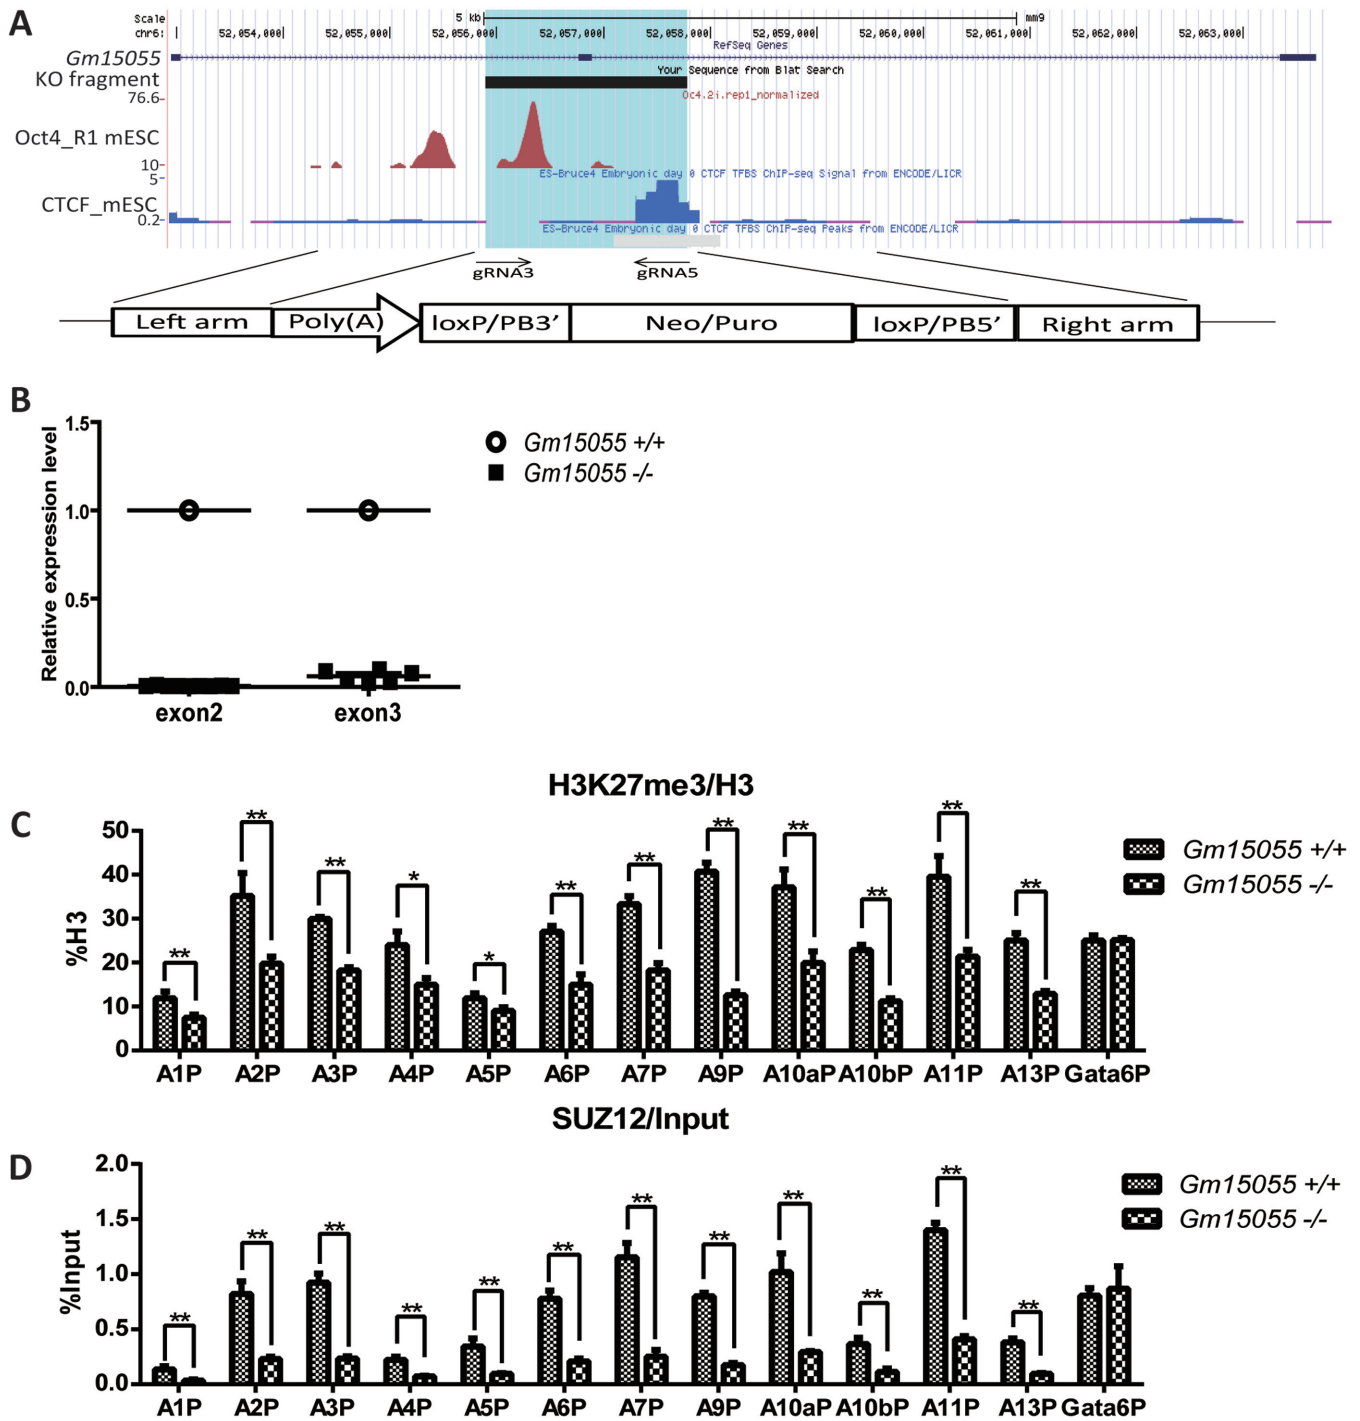 A
Scale 5 kb mm9
chr6: 52,054,000| 52,055,000| 52,056,000| 52,057,000| 52,058,000| 52,059,000| 52,060,000| 52,061,000| 52,062,000| 52,063,000|
RefSeq Genes
Gm15055
Your Sequence from Blat Search
KO fragment
76.6
Oc4.2i.rep1_normalized
Oct4_R1 mESC
10
ES-Bruce4 Embryonic day 0 CTCF TFBS ChIP-seq Signal from ENCODE/LICR
5
CTCF_mESC
0.2
ES-Bruce4 Embryonic day 0 CTCF TFBS ChIP-seq Peaks from ENCODE/LICR
gRNA3 gRNA5
Left arm Poly(A) loxP/PB3' Neo/Puro loxP/PB5' Right arm
B
Relative expression level
1.5
1.0
0.5
0.0
exon2 exon3
Gm15055 +/+
Gm15055 -/-
C
H3K27me3/H3
%H3
50
40
30
20
10
0
** ** ** * * ** ** ** ** ** ** **
A1P A2P A3P A4P A5P A6P A7P A9P A10aP A10bP A11P A13P Gata6P
Gm15055 +/+
Gm15055 -/-
D
SUZ12/Input
%Input
2.0
1.5
1.0
0.5
0.0
** ** ** ** ** ** ** ** ** ** ** **
A1P A2P A3P A4P A5P A6P A7P A9P A10aP A10bP A11P A13P Gata6P
Gm15055 +/+
Gm15055 -/-